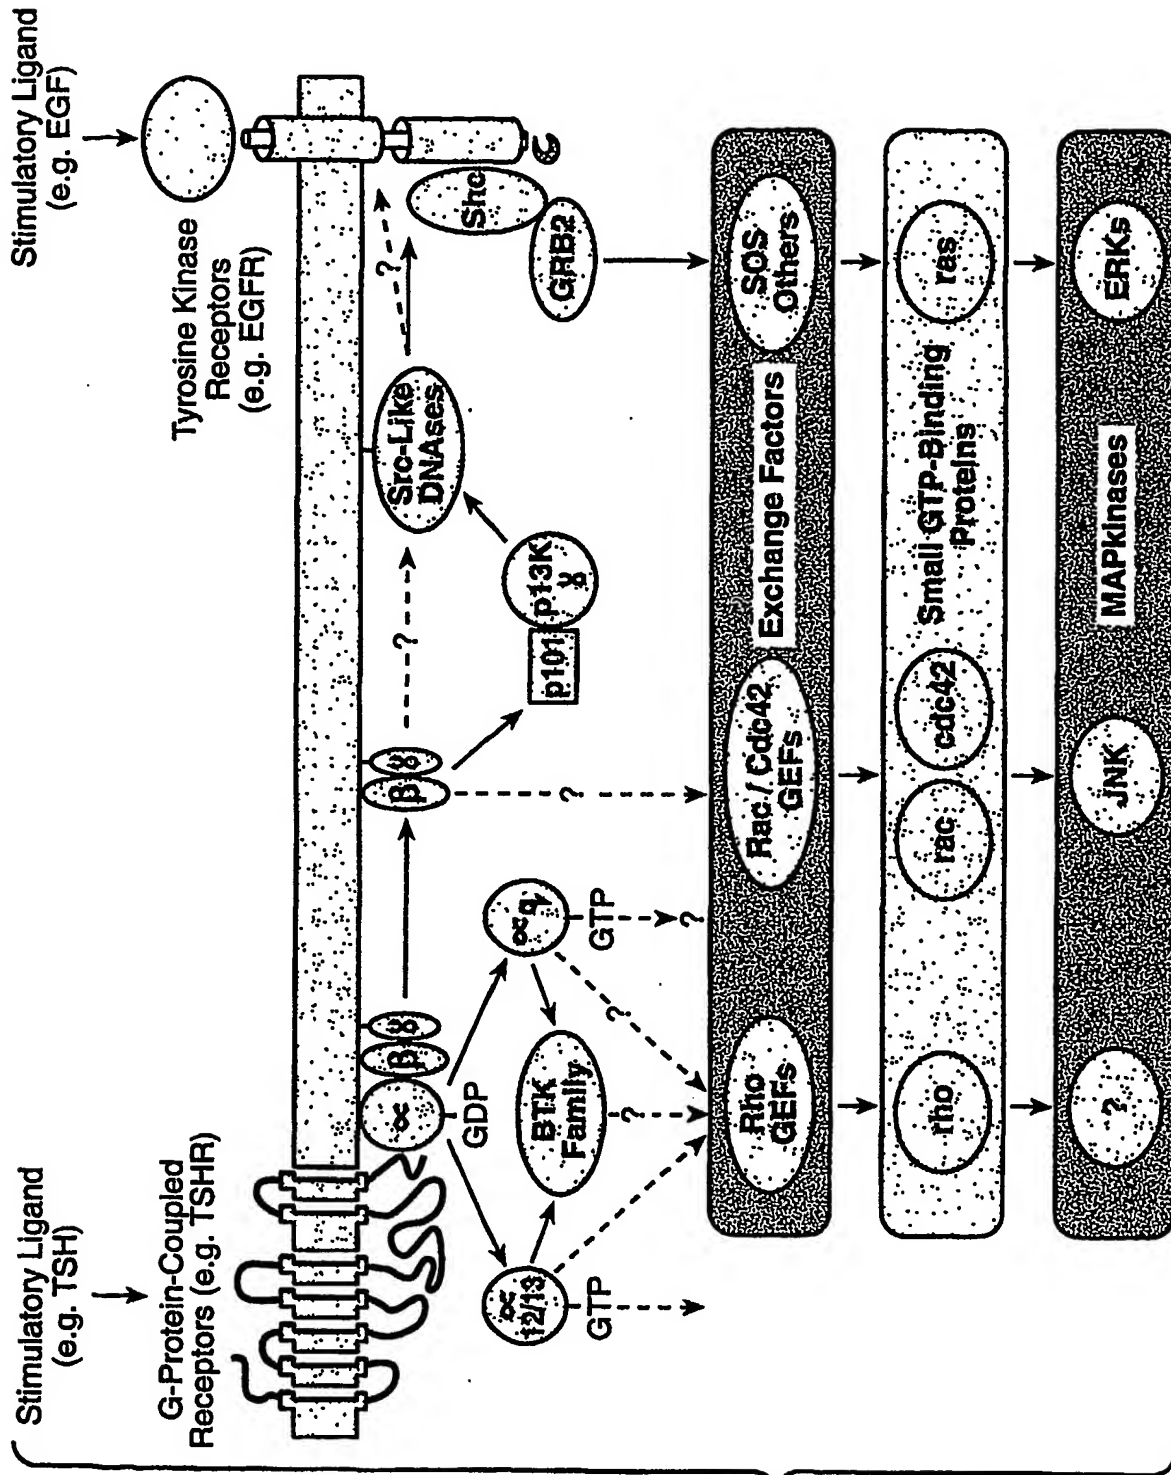 Stimulatory Ligand
(e.g. TSH)
G-Protein-Coupled
Receptors (e.g. TSHR)
Stimulatory Ligand
(e.g. EGF)
Tyrosine Kinase
Receptors
(e.g. EGFR)
∝
β
γ
GDP
β
γ
?
Src-Like
DNAses
?
Shc
GRB2
p101
p13K
γ
∝
12/13
GTP
BTK
Family
∝q
GTP
?
?
?
?
Rho
GEFs
Rac / Cdc42
GEFs
Exchange Factors
SOS
Others
rho
rac
cdc42
Small GTP-Binding
Proteins
ras
?
JNK
MAPkinases
ERKs